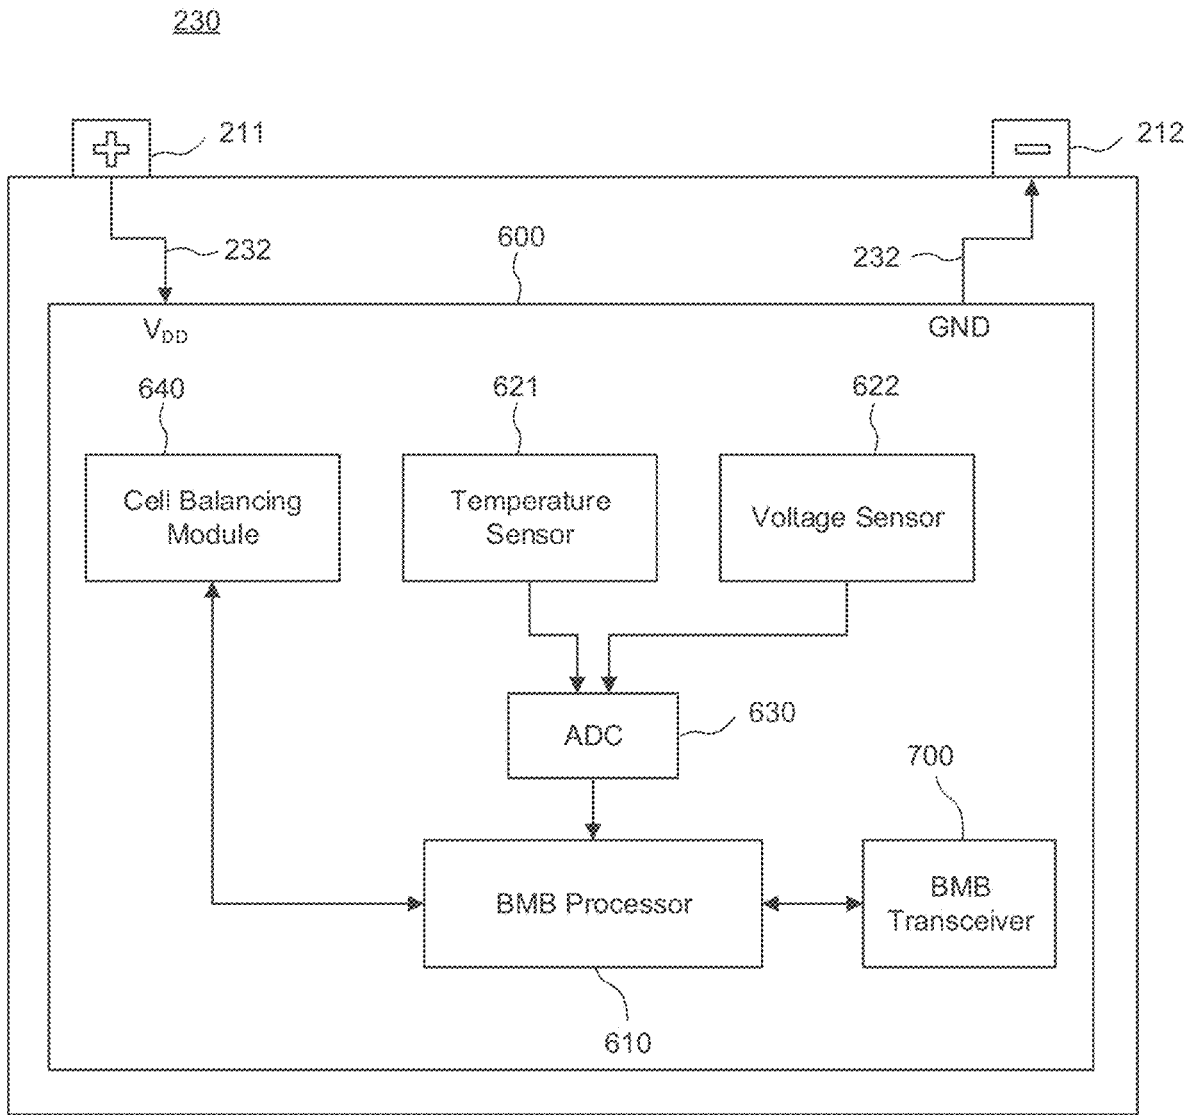 230
211
212
232
600
232
V_DD
GND
640
621
622
Cell Balancing
Module
Temperature
Sensor
Voltage Sensor
ADC
630
700
BMB Processor
BMB
Transceiver
610